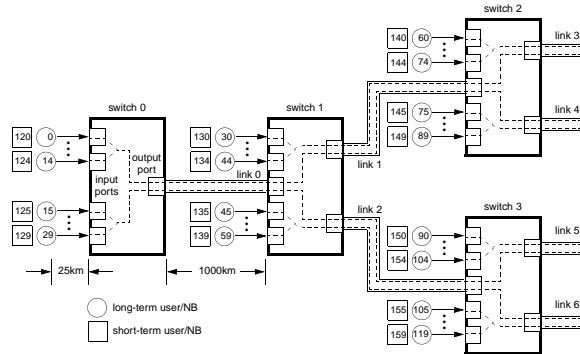 switch 2
140 60
link 3
144 74
switch 0
switch 1
145 75
link 4
120 0
130 30
149 89
output
port
124 14
134 44
link 0
link 1
input
ports
link 2
switch 3
125 15
135 45
150 90
link 5
129 29
139 59
154 104
25km
1000km
155 105
link 6
long-term user/NB
159 119
short-term user/NB